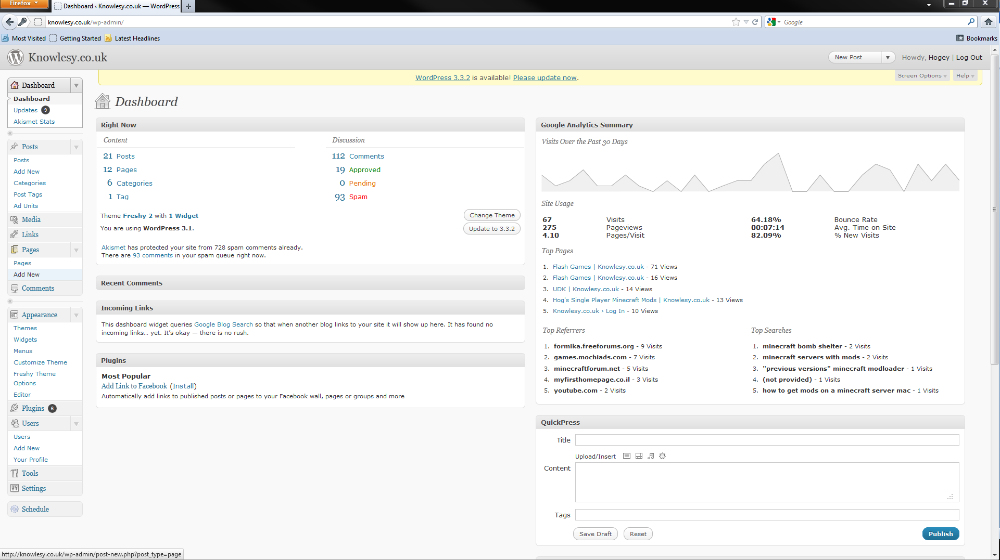 Firefox
Dashboard ‹ Knowlesy.co.uk — WordPress
knowlesy.co.uk/wp-admin/
Google
Most Visited
Getting Started
Latest Headlines
Bookmarks
Knowlesy.co.uk
New Post
Howdy, Hogey | Log Out
WordPress 3.3.2 is available! Please update now.
Screen Options
Help
Dashboard
Dashboard
Updates 9
Akismet Stats
Posts
Posts
Add New
Categories
Post Tags
Ad Units
Media
Links
Pages
Pages
Add New
Comments
Appearance
Themes
Widgets
Menus
Customize Theme
Freshy Theme
Options
Editor
Plugins 6
Users
Users
Add New
Your Profile
Tools
Settings
Schedule
Dashboard
Right Now
Content
21 Posts
12 Pages
6 Categories
1 Tag
Discussion
112 Comments
19 Approved
0 Pending
93 Spam
Theme Freshy 2 with 1 Widget
Change Theme
You are using WordPress 3.1.
Update to 3.3.2
Akismet has protected your site from 728 spam comments already.
There are 93 comments in your spam queue right now.
Recent Comments
Incoming Links
This dashboard widget queries Google Blog Search so that when another blog links to your site it will show up here. It has found no
incoming links… yet. It’s okay — there is no rush.
Plugins
Most Popular
Add Link to Facebook (Install)
Automatically add links to published posts or pages to your Facebook wall, pages or groups and more
Google Analytics Summary
Visits Over the Past 30 Days
Site Usage
67 Visits 64.18% Bounce Rate
275 Pageviews 00:07:14 Avg. Time on Site
4.10 Pages/Visit 82.09% % New Visits
Top Pages
1. Flash Games | Knowlesy.co.uk - 71 Views
2. Flash Games | Knowlesy.co.uk - 16 Views
3. UDK | Knowlesy.co.uk - 14 Views
4. Hog's Single Player Minecraft Mods | Knowlesy.co.uk - 13 Views
5. Knowlesy.co.uk › Log In - 10 Views
Top Referrers
1. formika.freeforums.org - 9 Visits
2. games.mochiads.com - 7 Visits
3. minecraftforum.net - 5 Visits
4. myfirsthomepage.co.il - 3 Visits
5. youtube.com - 2 Visits
Top Searches
1. minecraft bomb shelter - 2 Visits
2. minecraft servers with mods - 2 Visits
3. "previous versions" minecraft modloader - 1 Visits
4. (not provided) - 1 Visits
5. how to get mods on a minecraft server mac - 1 Visits
QuickPress
Title
Upload/Insert
Content
Tags
Save Draft
Reset
Publish
http://knowlesy.co.uk/wp-admin/post-new.php?post_type=page